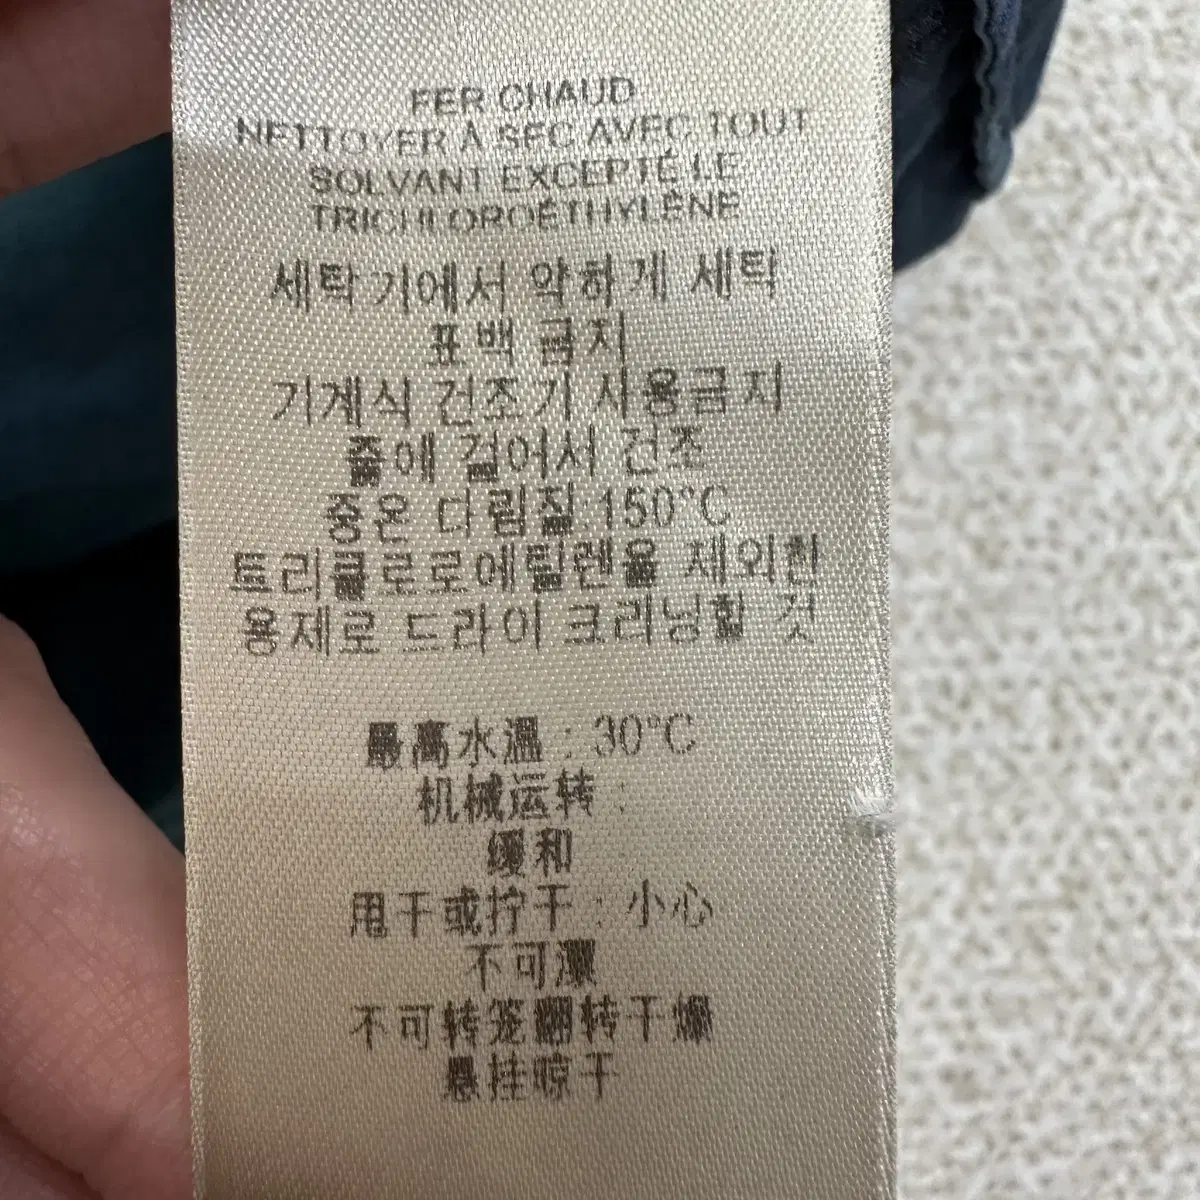 FER CHAUD
NETTOYER À SEC AVEC TOUT
SOLVANT EXCEPTÉ LE
TRICHLOROÉTHYLÈNE
세탁기에서 약하게 세탁
표백 금지
기계식 건조기 사용금지
줄에 걸어서 건조
중온 다림질:150°C
트리클로로에틸렌을 제외한
용제로 드라이 크리닝할 것
最高水温 : 30°C
机械运转 :
缓和
甩干或拧干 : 小心
不可漂
不可转笼翻转干燥
悬挂晾干